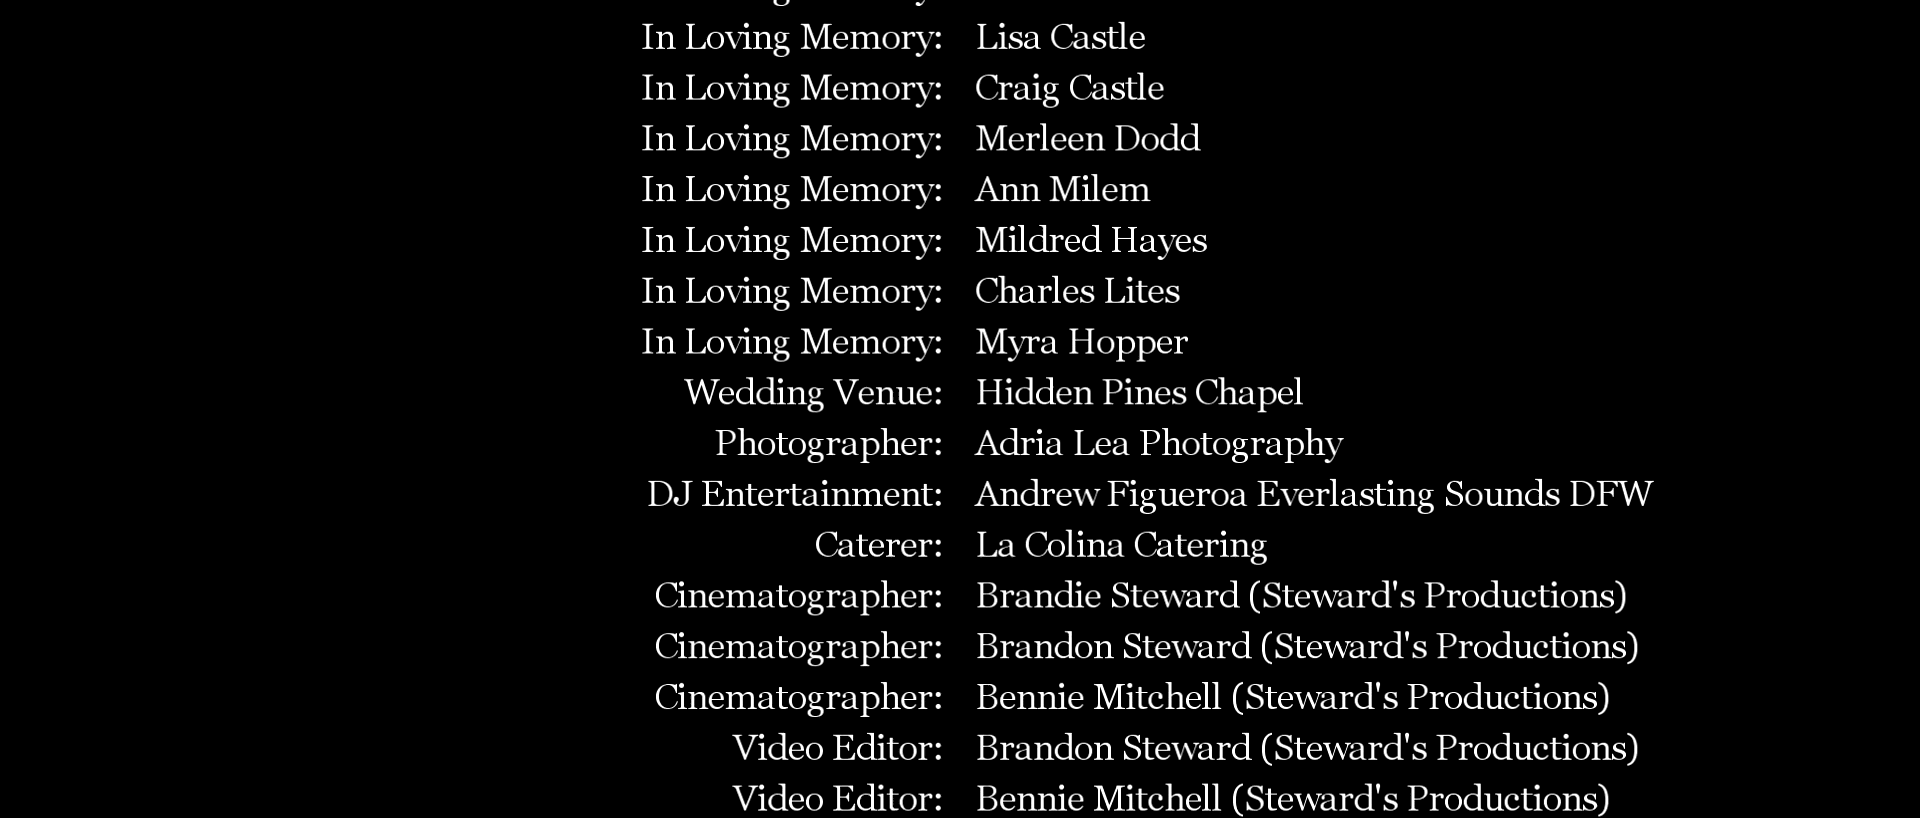 In Loving Memory: Lisa Castle
In Loving Memory: Craig Castle
In Loving Memory: Merleen Dodd
In Loving Memory: Ann Milem
In Loving Memory: Mildred Hayes
In Loving Memory: Charles Lites
In Loving Memory: Myra Hopper
Wedding Venue: Hidden Pines Chapel
Photographer: Adria Lea Photography
DJ Entertainment: Andrew Figueroa Everlasting Sounds DFW
Caterer: La Colina Catering
Cinematographer: Brandie Steward (Steward's Productions)
Cinematographer: Brandon Steward (Steward's Productions)
Cinematographer: Bennie Mitchell (Steward's Productions)
Video Editor: Brandon Steward (Steward's Productions)
Video Editor: Bennie Mitchell (Steward's Productions)